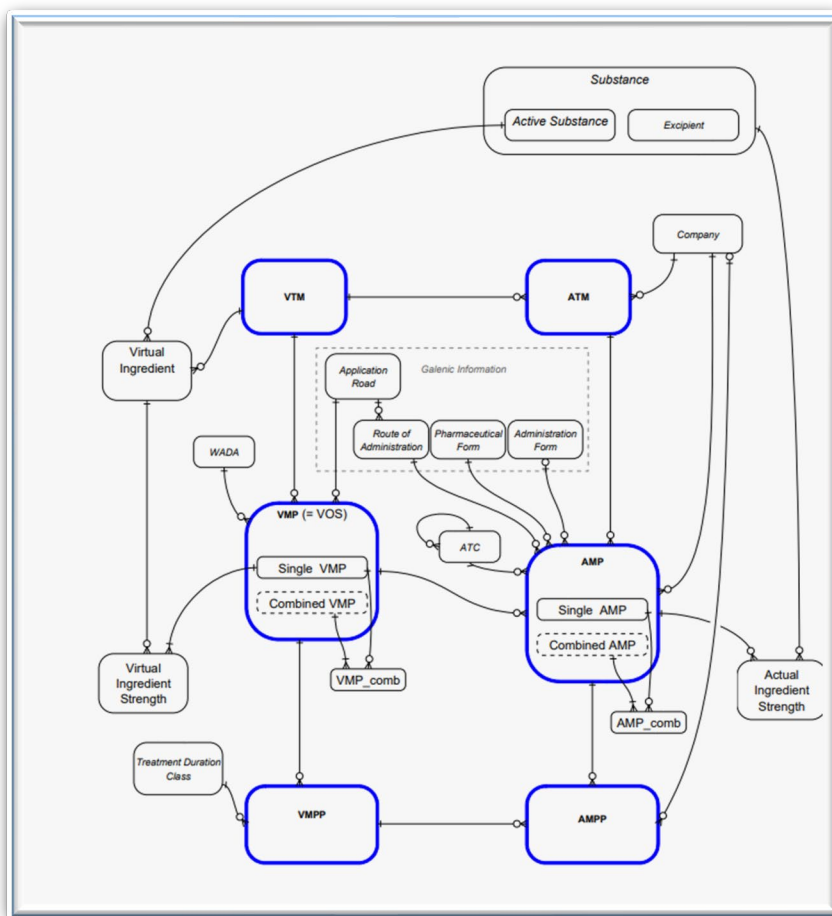 Substance
Active Substance
Excipient
Company
VTM
ATM
Virtual
Ingredient
Application
Road
Galenic Information
Route of
Administration
Pharmaceutical
Form
Administration
Form
WADA
VMP (= VOS)
ATC
AMP
Single VMP
Combined VMP
Single AMP
Combined AMP
Virtual
Ingredient
Strength
VMP_comb
Actual
Ingredient
Strength
AMP_comb
Treatment Duration
Class
VMPP
AMPP